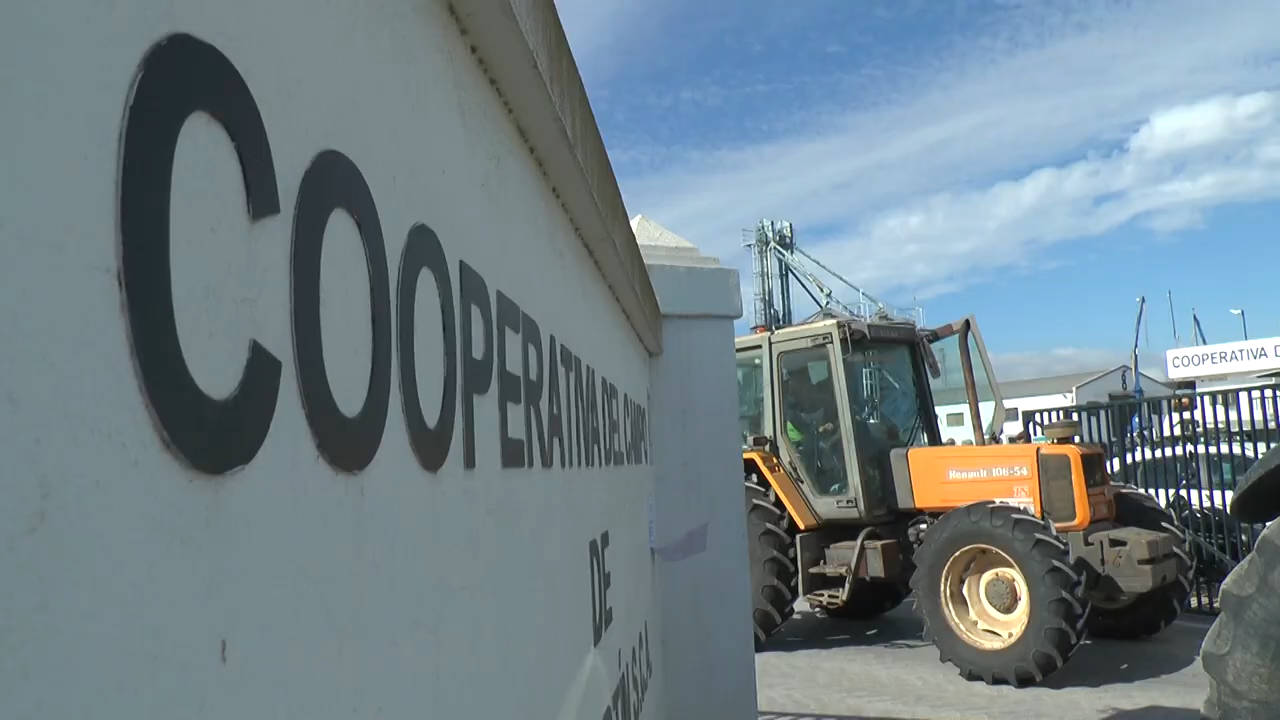 COOPERATIVA DEL CAMPO
DE
S.C.A.
Renault 106-54
COOPERATIVA D